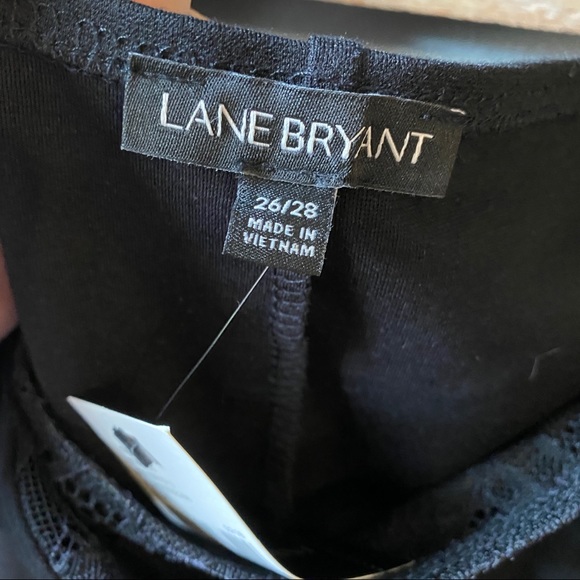 LANE BRYANT
26/28
MADE IN
VIETNAM